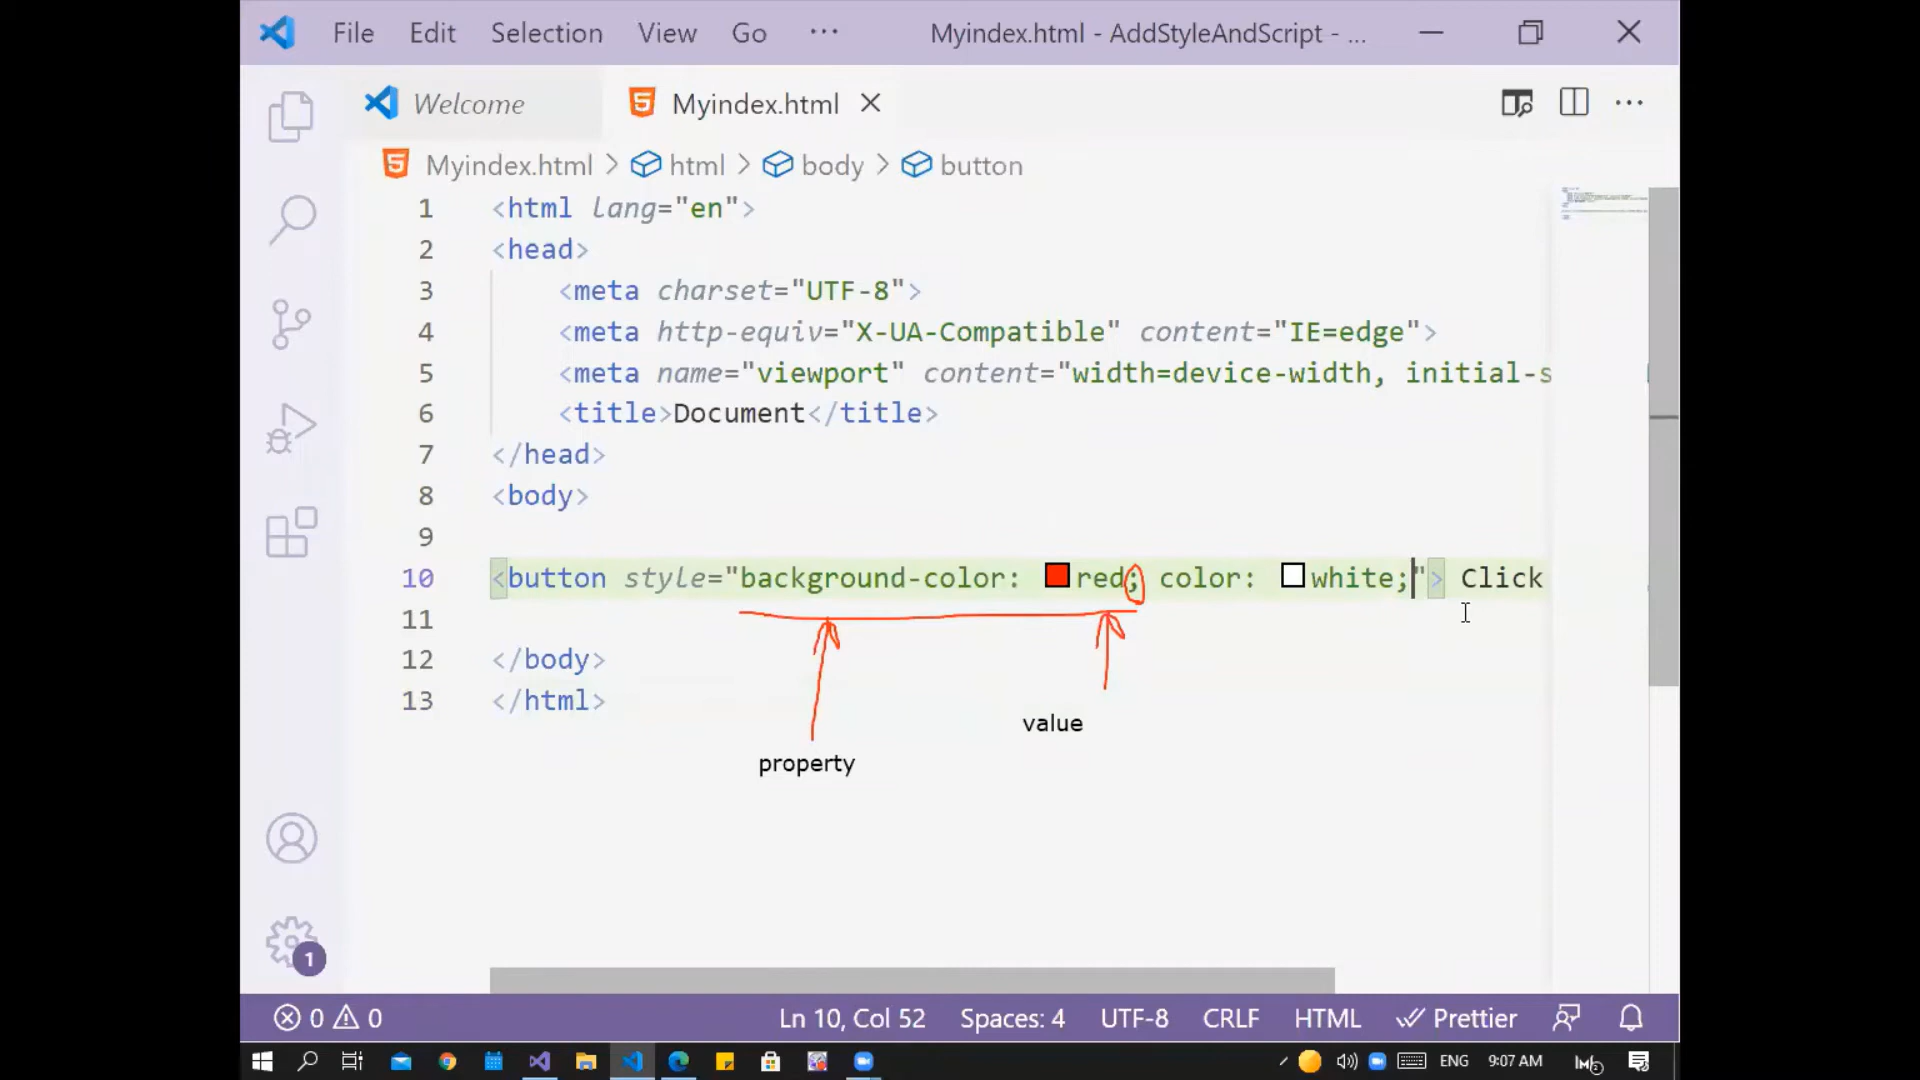 File Edit Selection View Go ··· Myindex.html - AddStyleAndScript - ...
Welcome Myindex.html
Myindex.html > html > body > button
1 <html lang="en">
2 <head>
3 <meta charset="UTF-8">
4 <meta http-equiv="X-UA-Compatible" content="IE=edge">
5 <meta name="viewport" content="width=device-width, initial-s
6 <title>Document</title>
7 </head>
8 <body>
9
10 <button style="background-color: red; color: white;"> Click
11
12 </body>
13 </html>
value
property
1
0 0 Ln 10, Col 52 Spaces: 4 UTF-8 CRLF HTML Prettier
ENG 9:07 AM